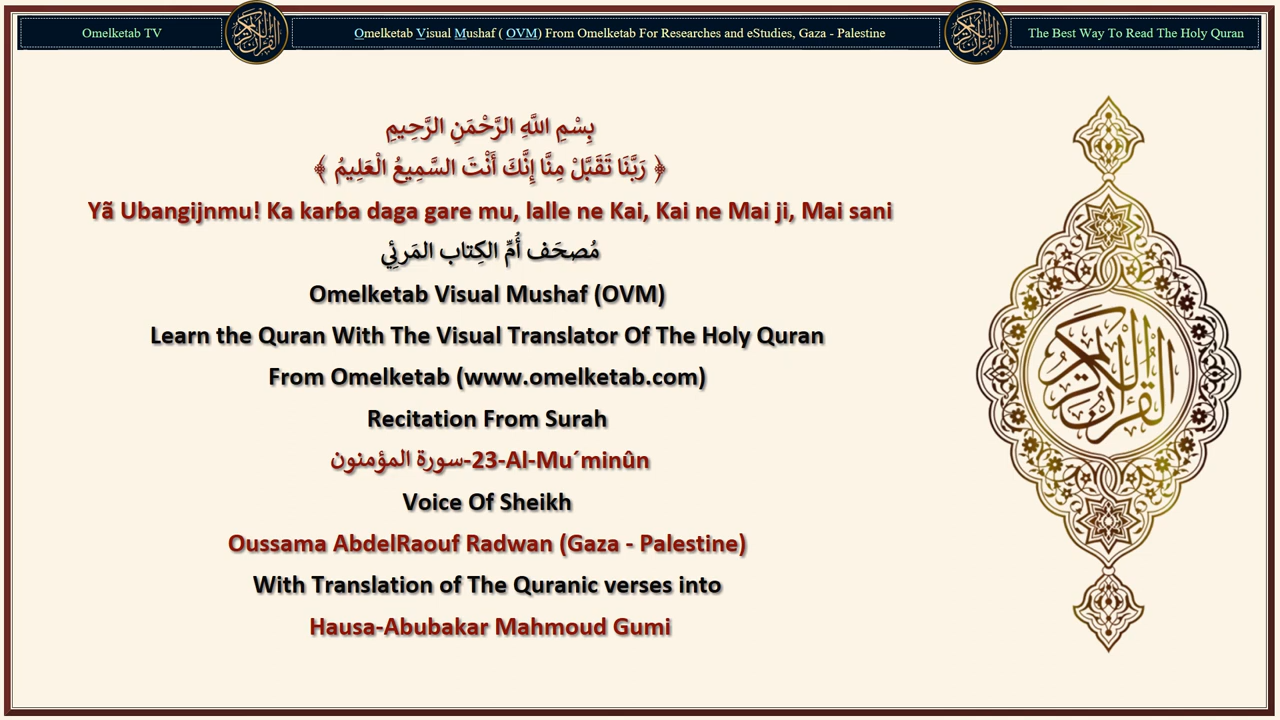 Omelketab TV
Omelketab Visual Mushaf ( OVM) From Omelketab For Researches and eStudies, Gaza - Palestine
The Best Way To Read The Holy Quran
بِسْمِ اللَّهِ الرَّحْمَنِ الرَّحِيمِ
﴿ رَبَّنَا تَقَبَّلْ مِنَّا إِنَّكَ أَنْتَ السَّمِيعُ الْعَلِيمُ ﴾
Yã Ubangijnmu! Ka karɓa daga gare mu, lalle ne Kai, Kai ne Mai ji, Mai sani
مُصحَف أُمِّ الكِتاب المَرئِي
Omelketab Visual Mushaf (OVM)
Learn the Quran With The Visual Translator Of The Holy Quran
From Omelketab (www.omelketab.com)
Recitation From Surah
سورة المؤمنون-23-Al-Mu´minûn
Voice Of Sheikh
Oussama AbdelRaouf Radwan (Gaza - Palestine)
With Translation of The Quranic verses into
Hausa-Abubakar Mahmoud Gumi
القرآن الكريم